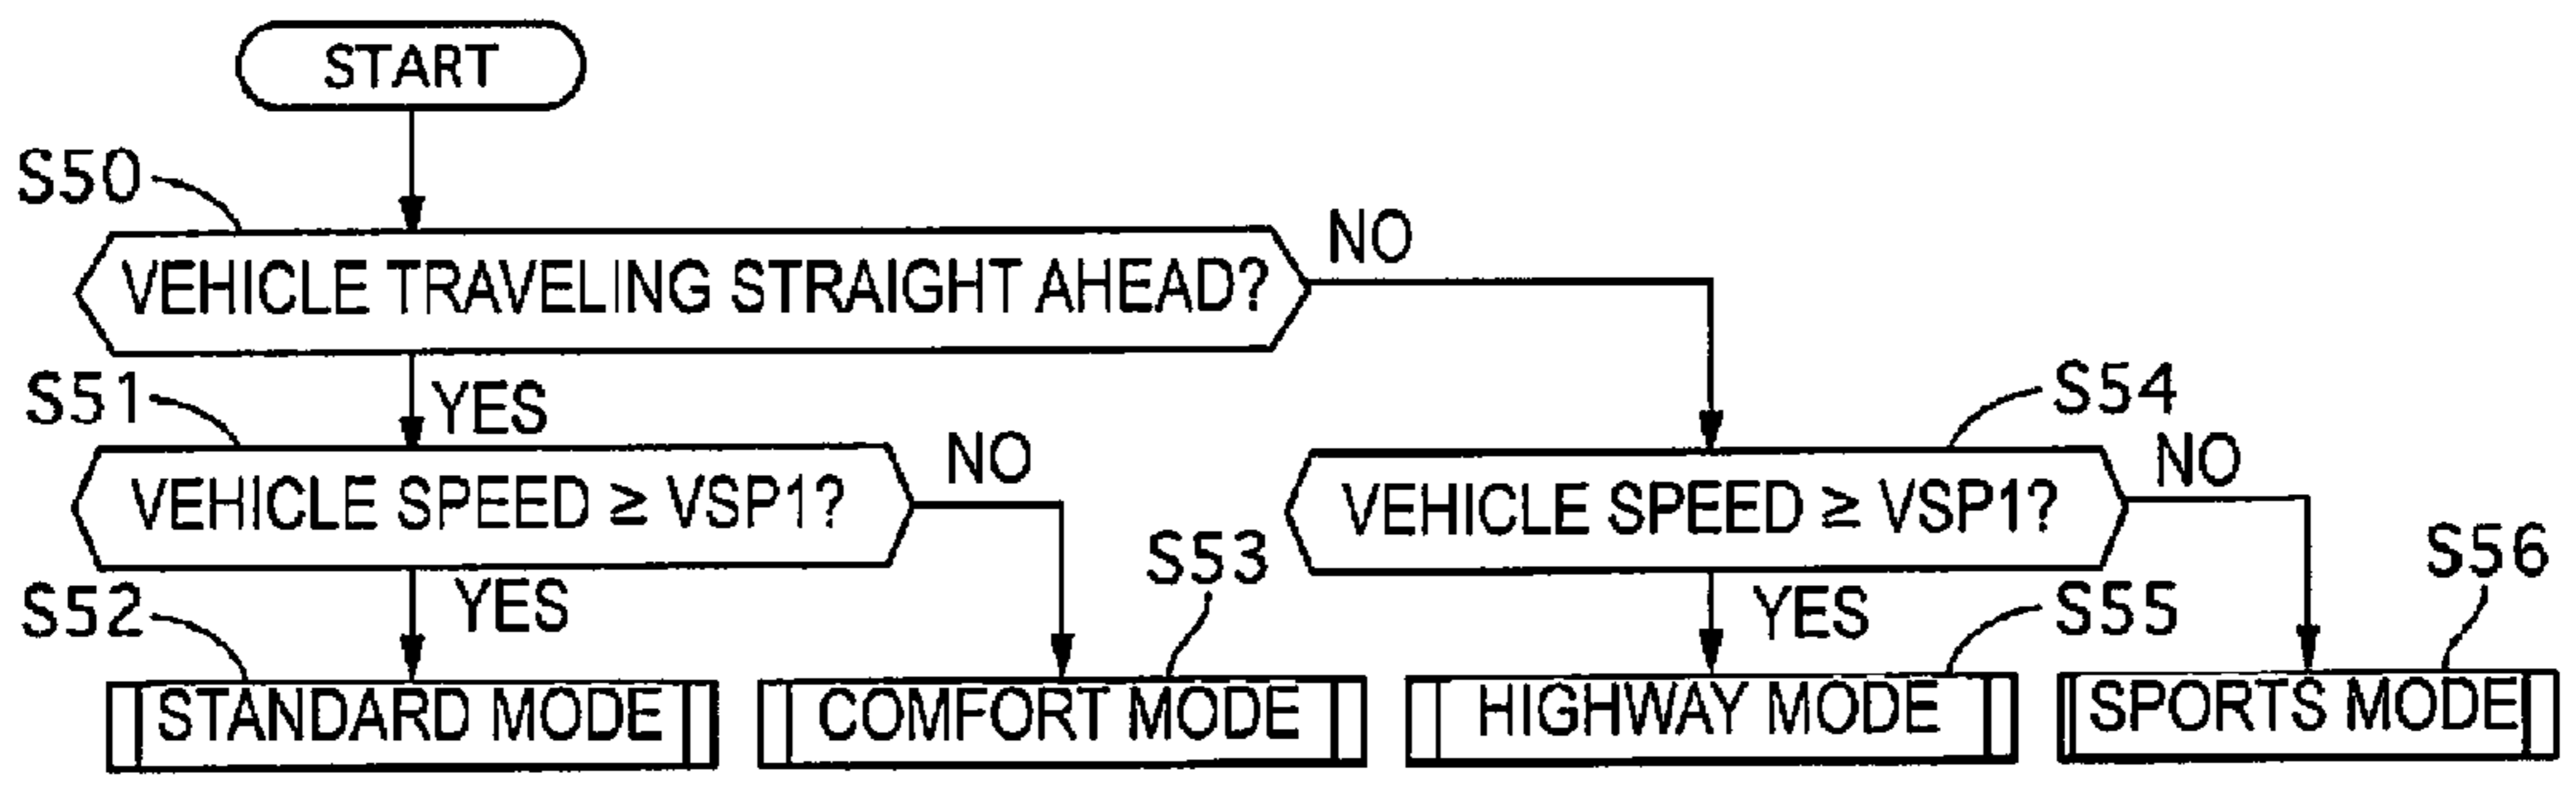 START
S50
VEHICLE TRAVELING STRAIGHT AHEAD?
NO
S51
YES
S54
VEHICLE SPEED ≥ VSP1?
NO
VEHICLE SPEED ≥ VSP1?
NO
S52
YES
S53
YES
S55
S56
STANDARD MODE
COMFORT MODE
HIGHWAY MODE
SPORTS MODE